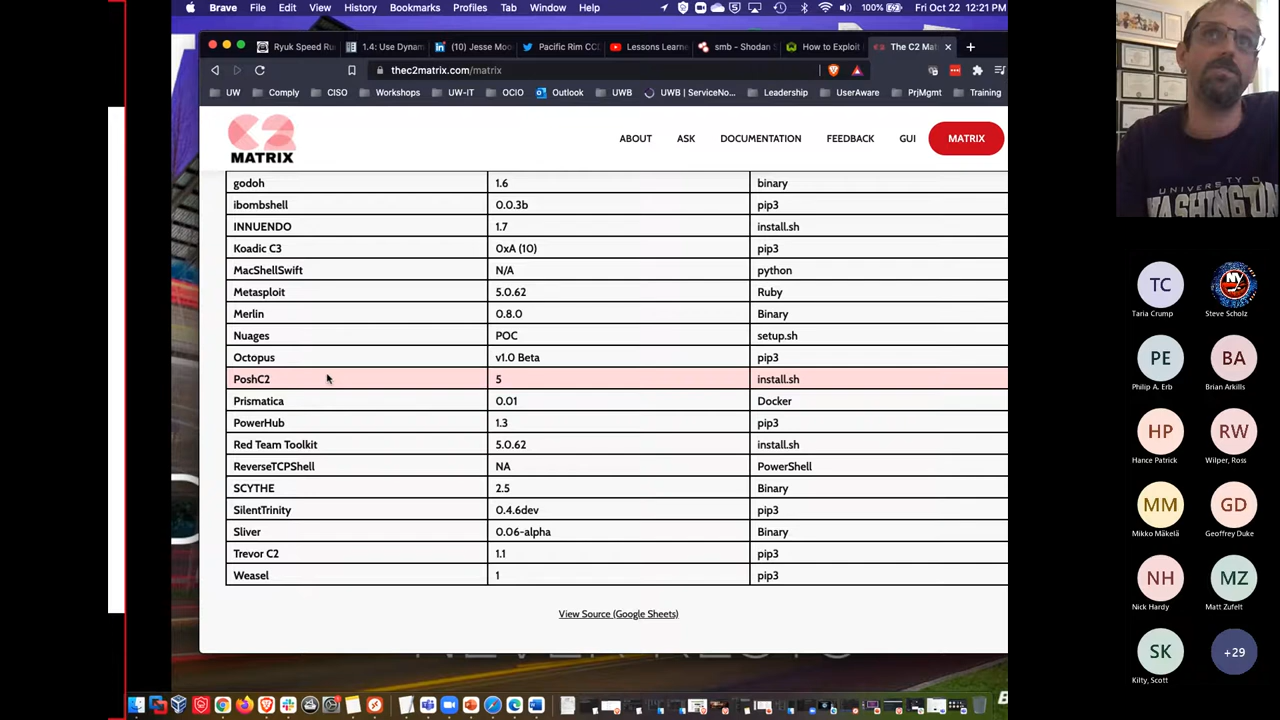 Brave File Edit View History Bookmarks Profiles Tab Window Help 100% Fri Oct 22 12:21 PM
Ryuk Speed Ru 1.4: Use Dynam (10) Jesse Moo Pacific Rim CCD Lessons Learne smb - Shodan How to Exploit The C2 Mat
thec2matrix.com/matrix
UW Comply CISO Workshops UW-IT OCIO Outlook UWB UWB | ServiceNo... Leadership UserAware PrjMgmt Training
C2 MATRIX
ABOUT ASK DOCUMENTATION FEEDBACK GUI MATRIX
godoh 1.6 binary
ibombshell 0.0.3b pip3
INNUENDO 1.7 install.sh
Koadic C3 0xA (10) pip3
MacShellSwift N/A python
Metasploit 5.0.62 Ruby
Merlin 0.8.0 Binary
Nuages POC setup.sh
Octopus v1.0 Beta pip3
PoshC2 5 install.sh
Prismatica 0.01 Docker
PowerHub 1.3 pip3
Red Team Toolkit 5.0.62 install.sh
ReverseTCPShell NA PowerShell
SCYTHE 2.5 Binary
SilentTrinity 0.4.6dev pip3
Sliver 0.06-alpha Binary
Trevor C2 1.1 pip3
Weasel 1 pip3
View Source (Google Sheets)
UNIVERSITY OF
WASHINGTON
TC NY
Taria Crump Steve Scholz
PE BA
Philip A. Erb Brian Arkills
HP RW
Hance Patrick Wilper, Ross
MM GD
Mikko Mäkelä Geoffrey Duke
NH MZ
Nick Hardy Matt Zufelt
SK +29
Kilty, Scott